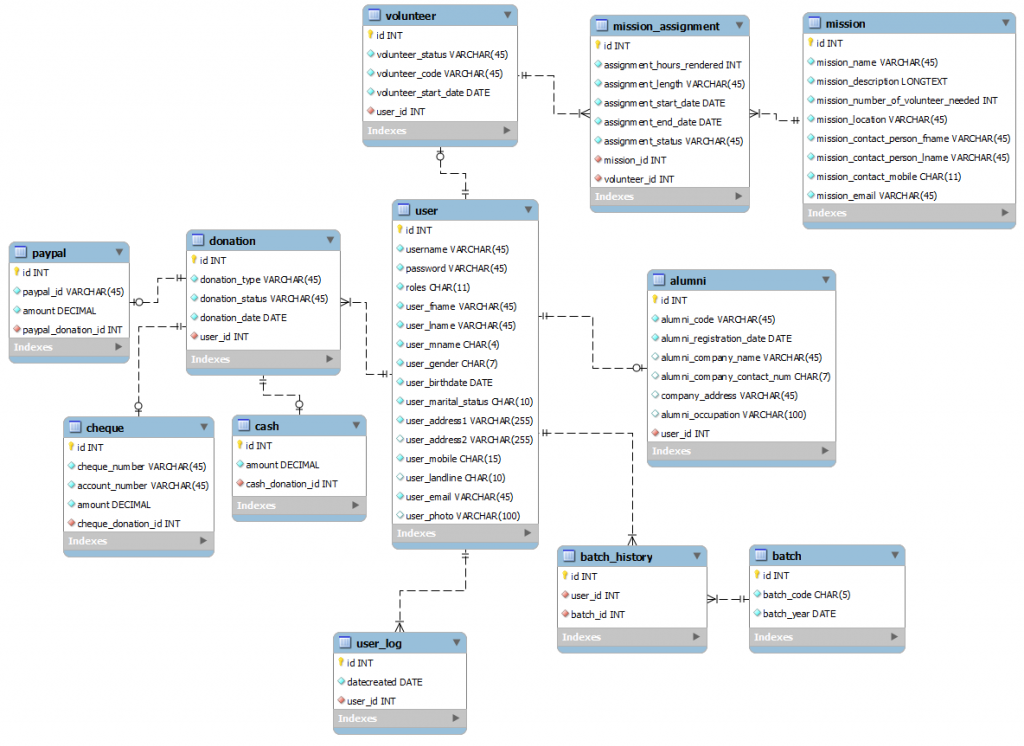 volunteer
id INT
volunteer_status VARCHAR(45)
volunteer_code VARCHAR(45)
volunteer_start_date DATE
user_id INT
Indexes
mission_assignment
id INT
assignment_hours_rendered INT
assignment_length VARCHAR(45)
assignment_start_date DATE
assignment_end_date DATE
assignment_status VARCHAR(45)
mission_id INT
volunteer_id INT
Indexes
mission
id INT
mission_name VARCHAR(45)
mission_description LONGTEXT
mission_number_of_volunteer_needed INT
mission_location VARCHAR(45)
mission_contact_person_fname VARCHAR(45)
mission_contact_person_lname VARCHAR(45)
mission_contact_mobile CHAR(11)
mission_email VARCHAR(45)
Indexes
paypal
id INT
paypal_id VARCHAR(45)
amount DECIMAL
paypal_donation_id INT
Indexes
donation
id INT
donation_type VARCHAR(45)
donation_status VARCHAR(45)
donation_date DATE
user_id INT
Indexes
user
id INT
username VARCHAR(45)
password VARCHAR(45)
roles CHAR(11)
user_fname VARCHAR(45)
user_lname VARCHAR(45)
user_mname CHAR(4)
user_gender CHAR(7)
user_birthdate DATE
user_marital_status CHAR(10)
user_address1 VARCHAR(255)
user_address2 VARCHAR(255)
user_mobile CHAR(15)
user_landline CHAR(10)
user_email VARCHAR(45)
user_photo VARCHAR(100)
Indexes
alumni
id INT
alumni_code VARCHAR(45)
alumni_registration_date DATE
alumni_company_name VARCHAR(45)
alumni_company_contact_num CHAR(7)
company_address VARCHAR(45)
alumni_occupation VARCHAR(100)
user_id INT
Indexes
cheque
id INT
cheque_number VARCHAR(45)
account_number VARCHAR(45)
amount DECIMAL
cheque_donation_id INT
Indexes
cash
id INT
amount DECIMAL
cash_donation_id INT
Indexes
batch_history
id INT
user_id INT
batch_id INT
Indexes
batch
id INT
batch_code CHAR(5)
batch_year DATE
Indexes
user_log
id INT
datecreated DATE
user_id INT
Indexes